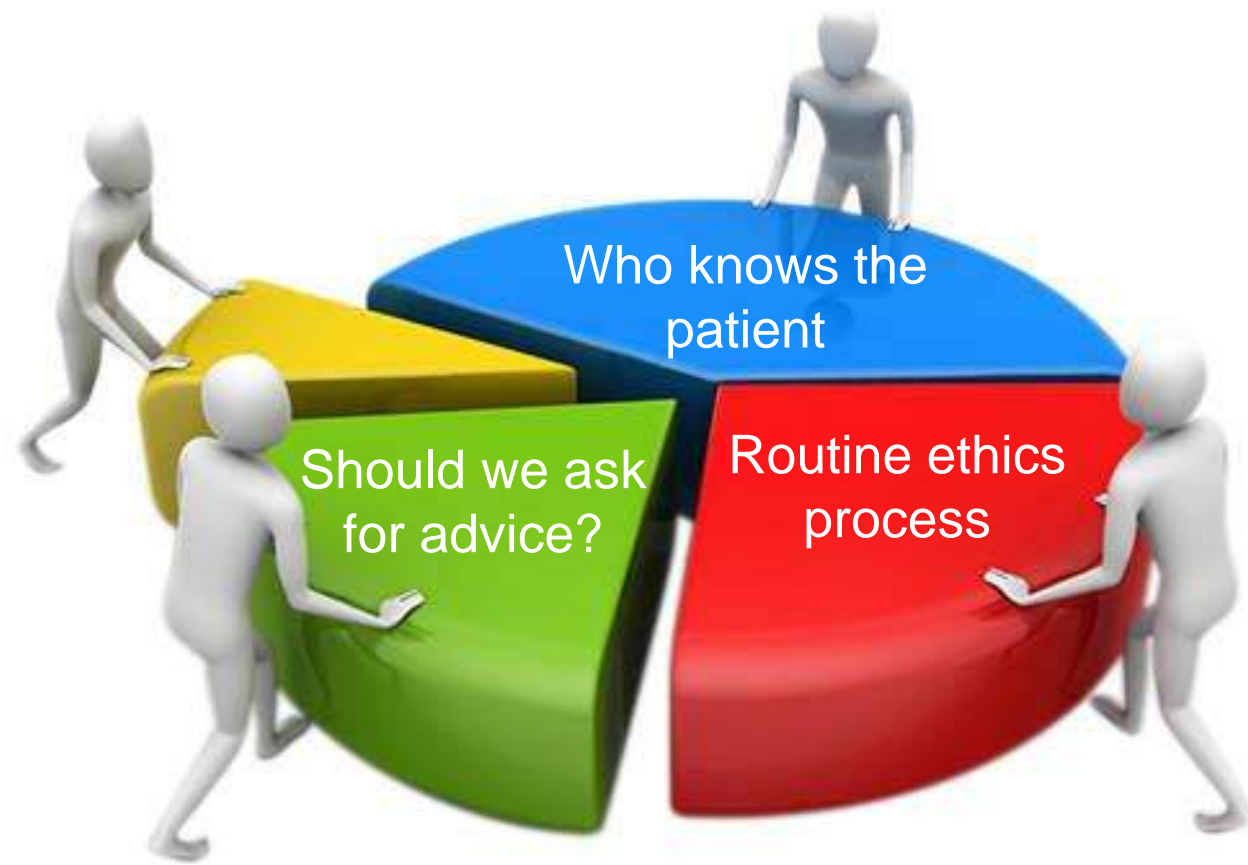 Who knows the
patient
Should we ask
for advice?
Routine ethics
process